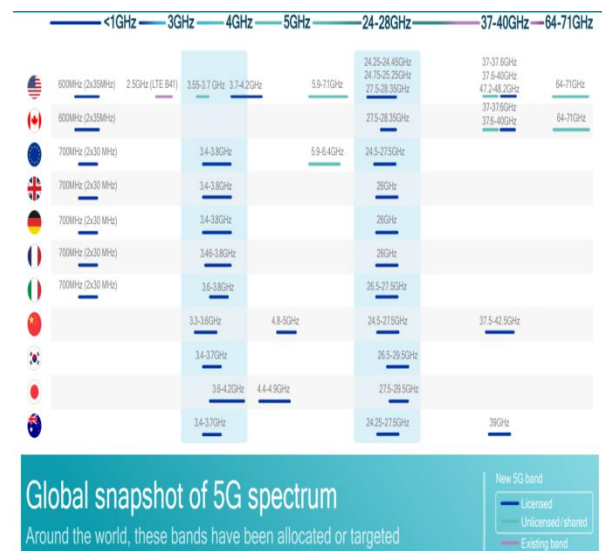 <1GHz 3GHz 4GHz 5GHz 24-28GHz 37-40GHz 64-71GHz
24.25-24.45GHz 37-37.6GHz
24.75-25.25GHz 37.6-40GHz
600MHz (2x35MHz) 2.5GHz (LTE B41) 3.55-3.7 GHz 3.7-4.2GHz 5.9-71GHz 27.5-28.35GHz 47.2-48.2GHz 64-71GHz
37-37.6GHz
600MHz (2x35MHz) 27.5-28.35GHz 37.6-40GHz 64-71GHz
700MHz (2x30 MHz) 3.4-3.8GHz 5.9-6.4GHz 24.5-27.5GHz
700MHz (2x30 MHz) 3.4-3.8GHz 26GHz
700MHz (2x30 MHz) 3.4-3.8GHz 26GHz
700MHz (2x30 MHz) 3.46-3.8GHz 26GHz
700MHz (2x30 MHz) 3.6-3.8GHz 26.5-27.5GHz
3.3-3.6GHz 4.8-5GHz 24.5-27.5GHz 37.5-42.5GHz
3.4-3.7GHz 26.5-29.5GHz
3.6-4.2GHz 4.4-4.9GHz 27.5-29.5GHz
3.4-3.7GHz 24.25-27.5GHz 39GHz
Global snapshot of 5G spectrum
Around the world, these bands have been allocated or targeted
New 5G band
Licensed
Unlicensed/shared
Existing band